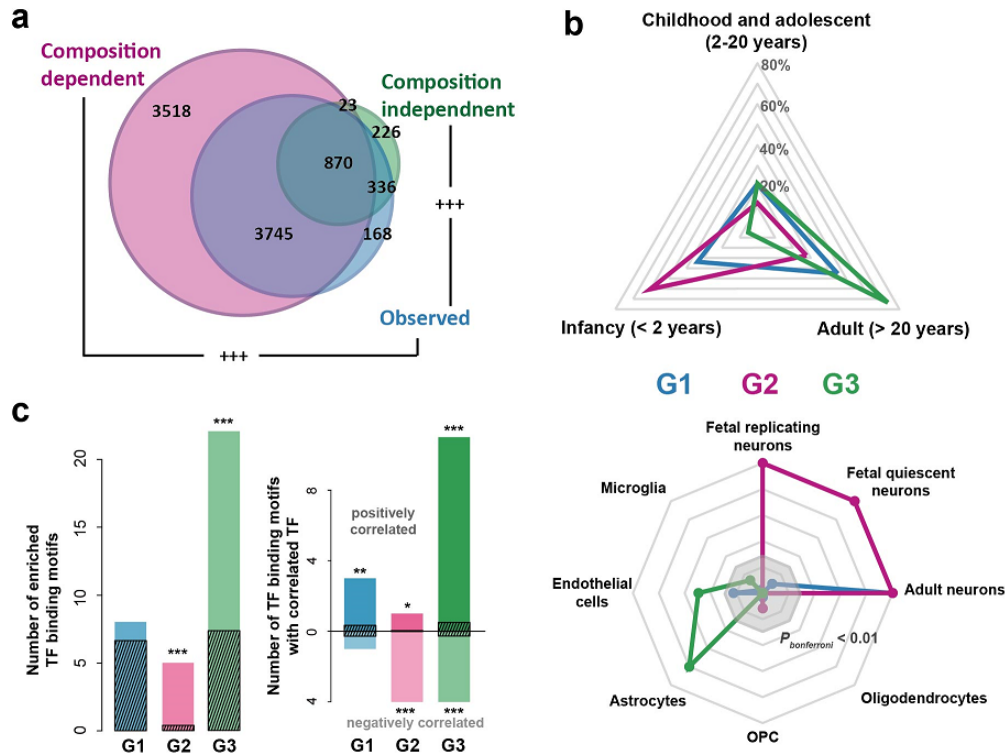 a
Composition
dependent
3518
23
Composition
independnent
226
870
336
+++
3745
168
Observed
+++
b
Childhood and adolescent
(2-20 years)
80%
60%
40%
20%
Infancy (< 2 years)
Adult (> 20 years)
G1 G2 G3
Fetal replicating
neurons
Fetal quiescent
neurons
Microglia
Endothelial
cells
Adult neurons
P bonferroni < 0.01
Astrocytes
Oligodendrocytes
OPC
c
Number of enriched
TF binding motifs
20
15
10
5
0
***
***
G1 G2 G3
Number of TF binding motifs
with correlated TF
8
4
0
4
positively
correlated
**
*
***
***
***
negatively correlated
G1 G2 G3